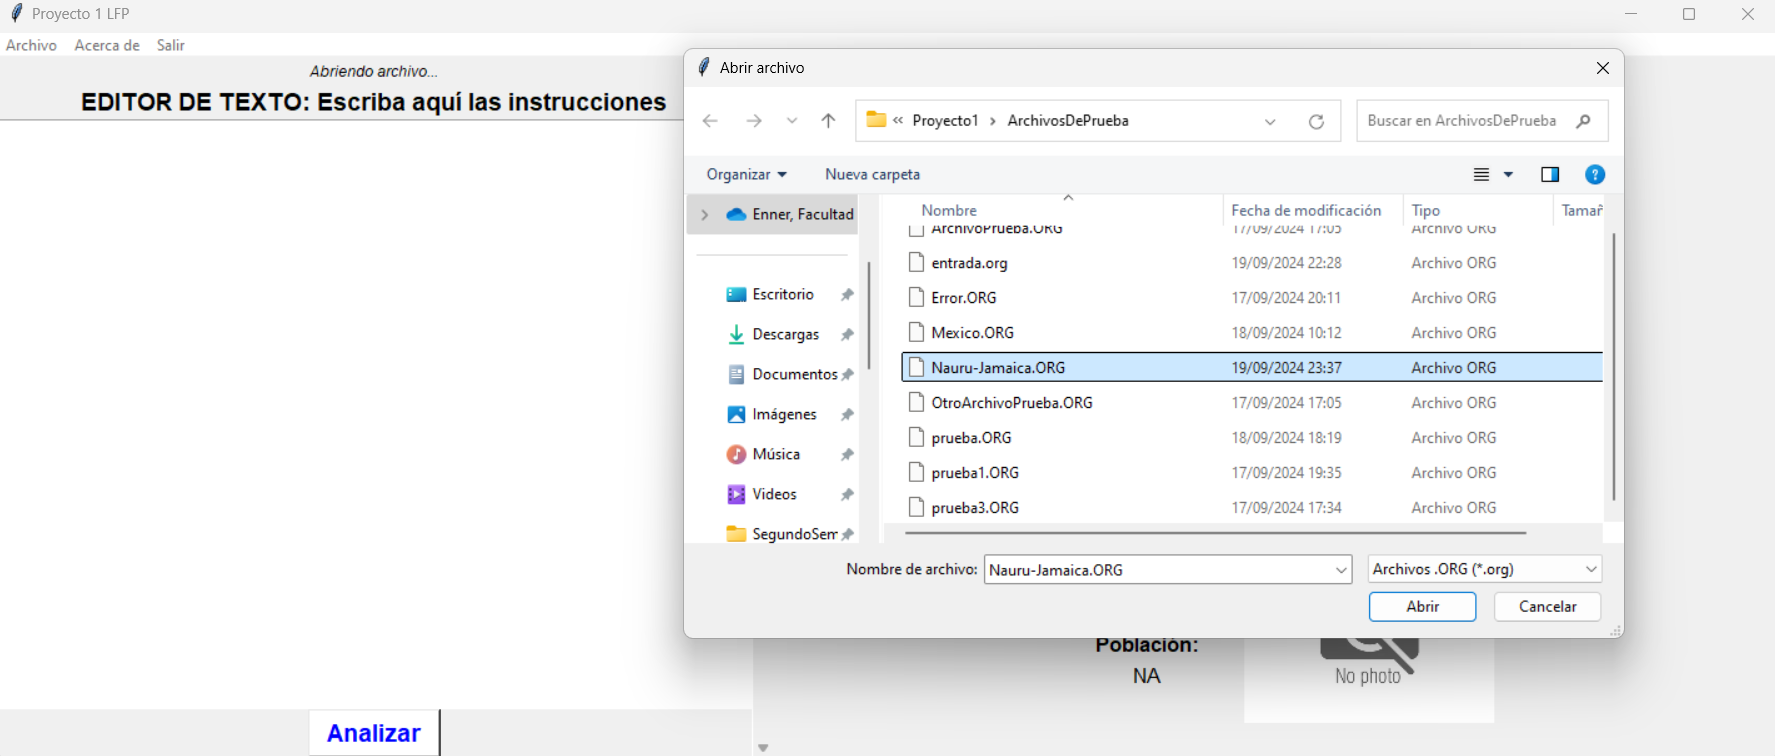 Proyecto 1 LFP
Archivo Acerca de Salir
Abriendo archivo...
EDITOR DE TEXTO: Escriba aquí las instrucciones
Analizar
Abrir archivo
« Proyecto1 › ArchivosDePrueba
Buscar en ArchivosDePrueba
Organizar Nueva carpeta
?
Enner, Facultad
Escritorio
Descargas
Documentos
Imágenes
Música
Videos
SegundoSem
Nombre Fecha de modificación Tipo Tamañ
ArchivoPrueba.ORG 17/09/2024 17:05 Archivo ORG
entrada.org 19/09/2024 22:28 Archivo ORG
Error.ORG 17/09/2024 20:11 Archivo ORG
Mexico.ORG 18/09/2024 10:12 Archivo ORG
Nauru-Jamaica.ORG 19/09/2024 23:37 Archivo ORG
OtroArchivoPrueba.ORG 17/09/2024 17:05 Archivo ORG
prueba.ORG 18/09/2024 18:19 Archivo ORG
prueba1.ORG 17/09/2024 19:35 Archivo ORG
prueba3.ORG 17/09/2024 17:34 Archivo ORG
Nombre de archivo: Nauru-Jamaica.ORG Archivos .ORG (*.org)
Abrir Cancelar
Población:
NA
No photo